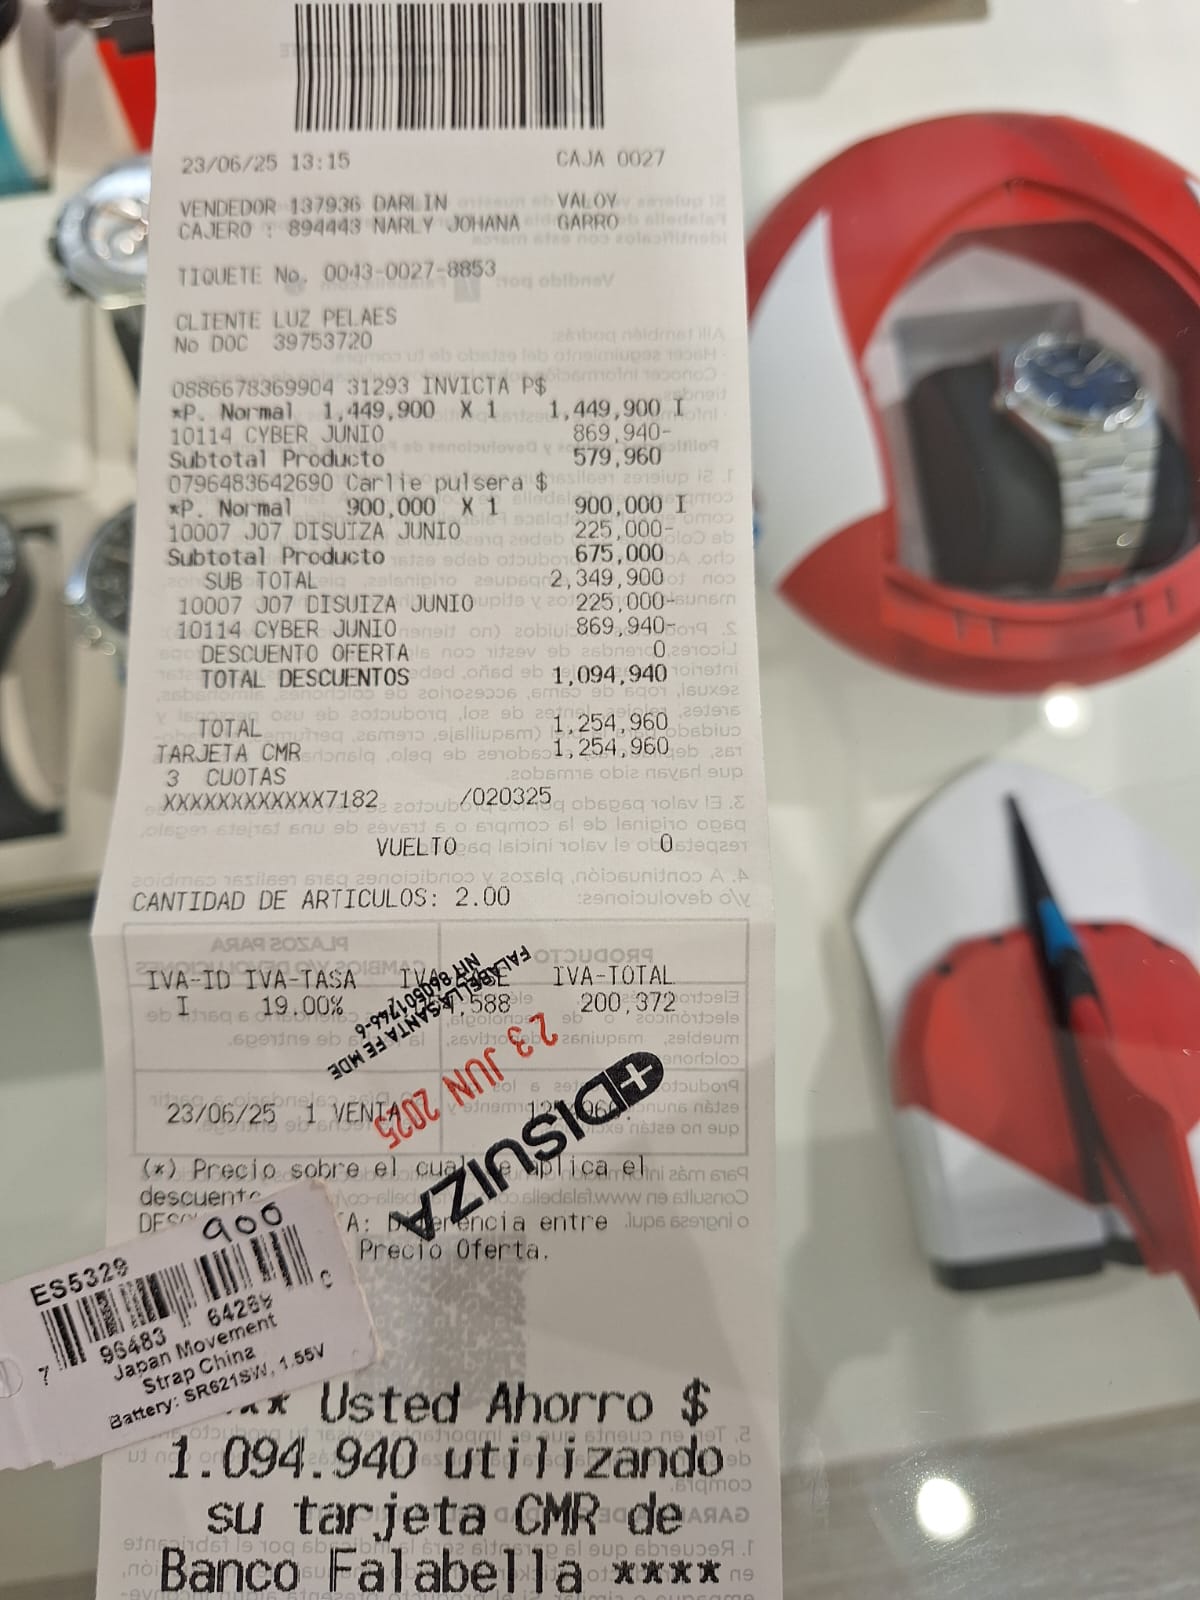 23/06/25 13:15 CAJA 0027
VENDEDOR 137936 DARLIN VALOY
CAJERO : 894443 NARLY JOHANA GARRO
TIQUETE No. 0043-0027-8853
CLIENTE LUZ PELAES
No DOC 39753720
0886678369904 31293 INVICTA P$
*P. Normal 1,449,900 X 1 1,449,900 I
10114 CYBER JUNIO 869,940-
Subtotal Producto 579,960
0796483642690 Carlie pulsera $
*P. Normal 900,000 X 1 900,000 I
10007 J07 DISUIZA JUNIO 225,000-
Subtotal Producto 675,000
SUB TOTAL 2,349,900
10007 J07 DISUIZA JUNIO 225,000-
10114 CYBER JUNIO 869,940-
DESCUENTO OFERTA 0
TOTAL DESCUENTOS 1,094,940
TOTAL 1,254,960
TARJETA CMR 1,254,960
3 CUOTAS
XXXXXXXXXXXX7182 /020325
VUELTO 0
CANTIDAD DE ARTICULOS: 2.00
IVA-ID IVA-TASA IVA-TOTAL
I 19.00% 200,372
FALABELLA SANTA FE MDE
23 JUN 2025
DISUIZA
23/06/25 1 VENTA
(*) Precio sobre el cual se aplica el
descuento
Diferencia entre
Precio Oferta.
900
ES5329
7 96483 C
Japan Movement
Strap China
Battery: SR621SW, 1.55V
Usted Ahorro $
1.094.940 utilizando
su tarjeta CMR de
Banco Falabella ****